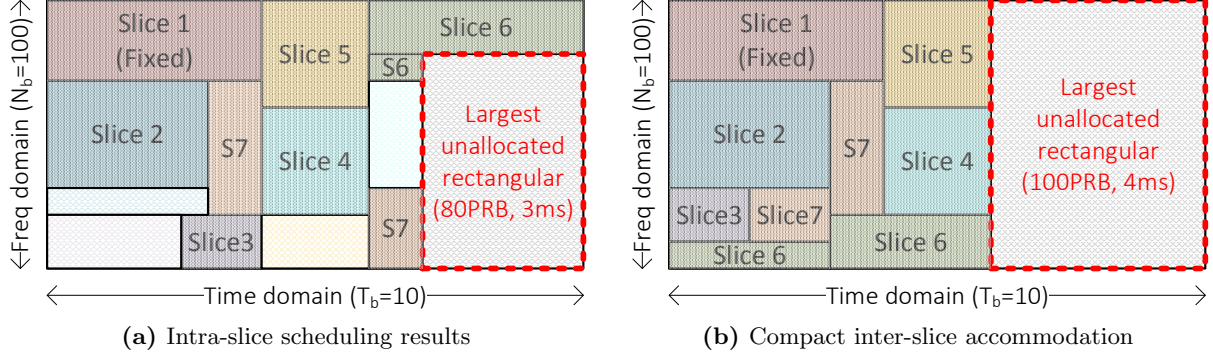 Freq domain (N_b=100)
Slice 1
(Fixed)
Slice 5
Slice 6
S6
Slice 2
S7
Slice 4
Largest
unallocated
rectangular
(80PRB, 3ms)
Slice3
S7
Time domain (T_b=10)
(a) Intra-slice scheduling results
Freq domain (N_b=100)
Slice 1
(Fixed)
Slice 5
Slice 2
S7
Slice 4
Largest
unallocated
rectangular
(100PRB, 4ms)
Slice3
Slice7
Slice 6
Slice 6
Time domain (T_b=10)
(b) Compact inter-slice accommodation